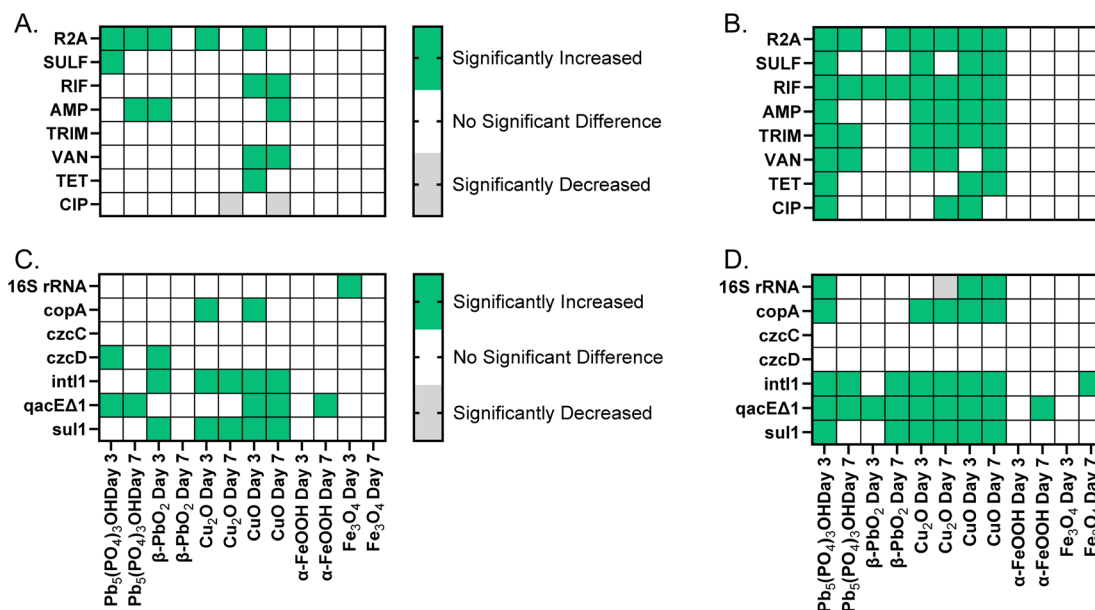 A.
R2A
SULF
RIF
AMP
TRIM
VAN
TET
CIP
Significantly Increased
No Significant Difference
Significantly Decreased
B.
R2A
SULF
RIF
AMP
TRIM
VAN
TET
CIP
C.
16S rRNA
copA
czcC
czcD
intI1
qacEΔ1
sul1
Pb₅(PO₄)₃OHDay 3
Pb₅(PO₄)₃OHDay 7
β-PbO₂ Day 3
β-PbO₂ Day 7
Cu₂O Day 3
Cu₂O Day 7
CuO Day 3
CuO Day 7
α-FeOOH Day 3
α-FeOOH Day 7
Fe₃O₄ Day 3
Fe₃O₄ Day 7
Significantly Increased
No Significant Difference
Significantly Decreased
D.
16S rRNA
copA
czcC
czcD
intI1
qacEΔ1
sul1
Pb₅(PO₄)₃OHDay 3
Pb₅(PO₄)₃OHDay 7
β-PbO₂ Day 3
β-PbO₂ Day 7
Cu₂O Day 3
Cu₂O Day 7
CuO Day 3
CuO Day 7
α-FeOOH Day 3
α-FeOOH Day 7
Fe₃O₄ Day 3
Fe₃O₄ Day 7